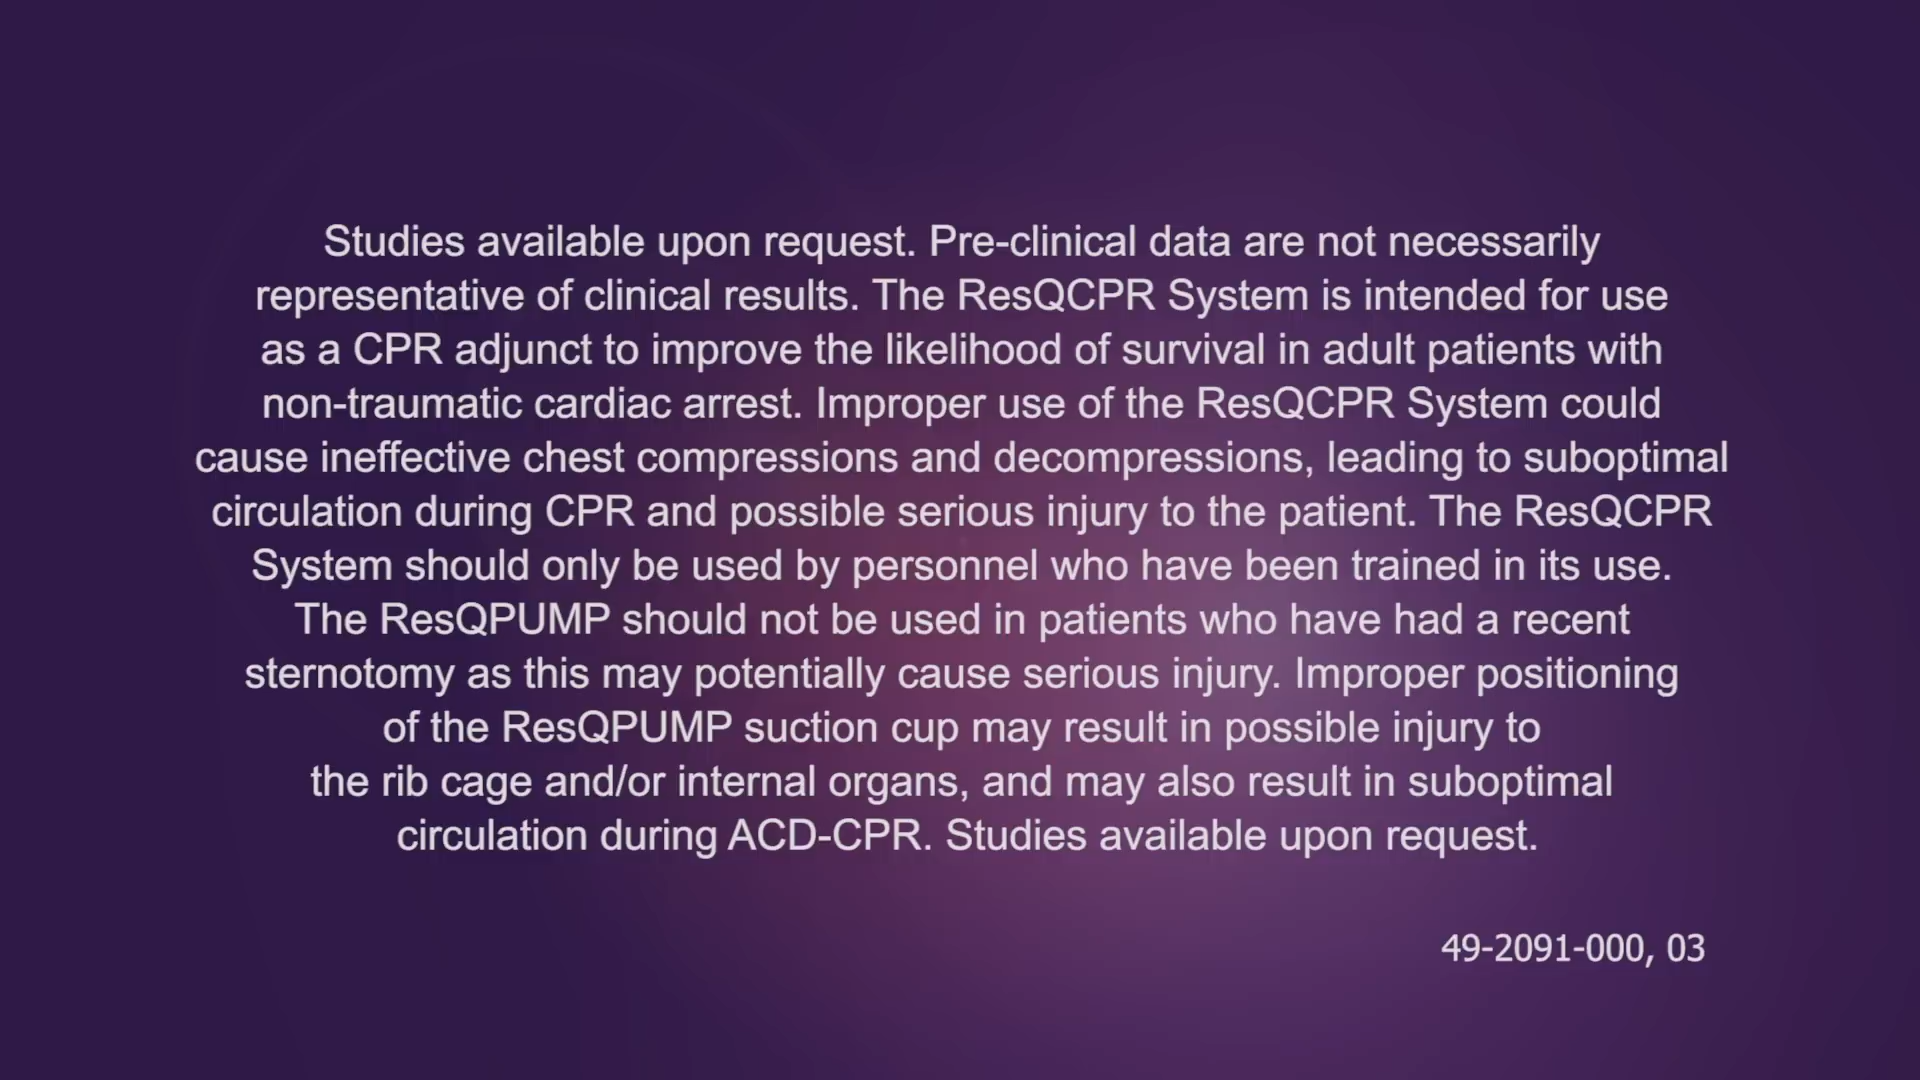 Studies available upon request. Pre-clinical data are not necessarily
representative of clinical results. The ResQCPR System is intended for use
as a CPR adjunct to improve the likelihood of survival in adult patients with
non-traumatic cardiac arrest. Improper use of the ResQCPR System could
cause ineffective chest compressions and decompressions, leading to suboptimal
circulation during CPR and possible serious injury to the patient. The ResQCPR
System should only be used by personnel who have been trained in its use.
The ResQPUMP should not be used in patients who have had a recent
sternotomy as this may potentially cause serious injury. Improper positioning
of the ResQPUMP suction cup may result in possible injury to
the rib cage and/or internal organs, and may also result in suboptimal
circulation during ACD-CPR. Studies available upon request.
49-2091-000, 03